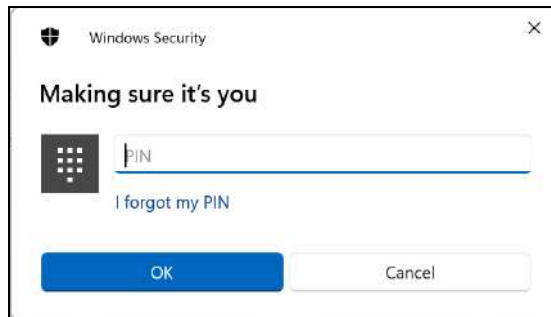 Windows Security
Making sure it's you
PIN
I forgot my PIN
OK
Cancel